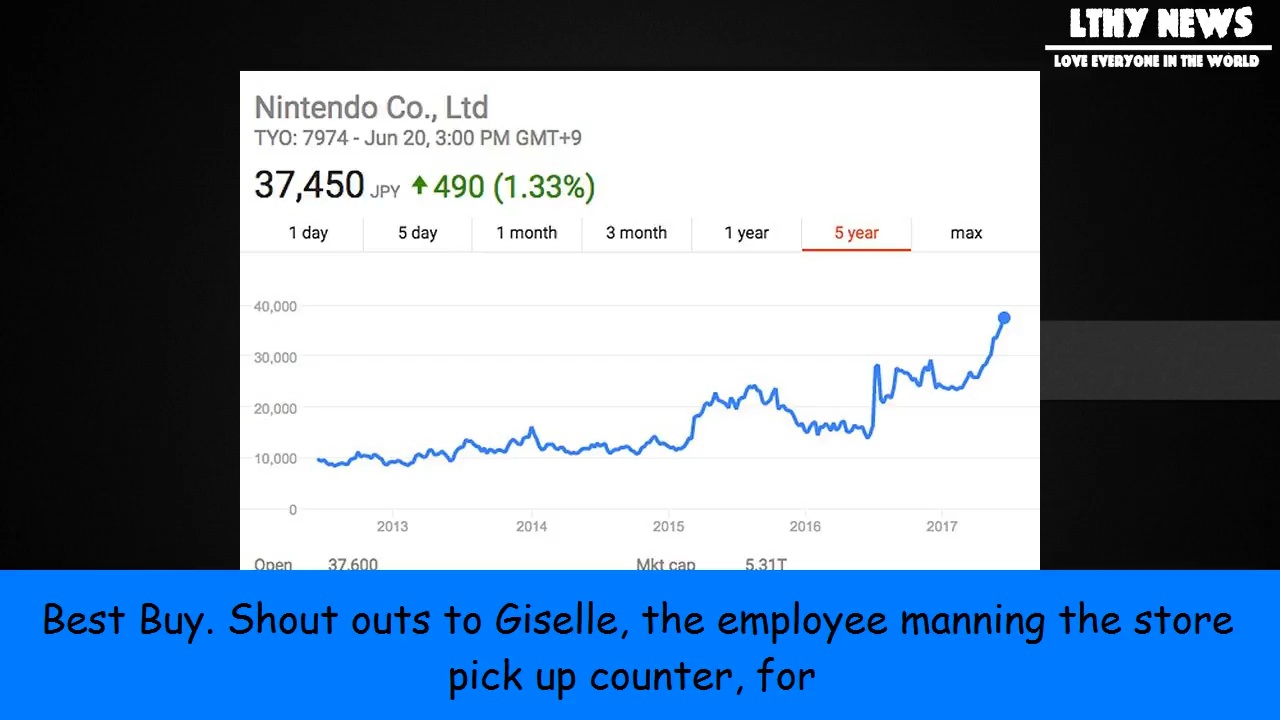 LTHY NEWS
LOVE EVERYONE IN THE WORLD
Nintendo Co., Ltd
TYO: 7974 - Jun 20, 3:00 PM GMT+9
37,450 JPY 490 (1.33%)
1 day 5 day 1 month 3 month 1 year 5 year max
40,000
30,000
20,000
10,000
0
2013 2014 2015 2016 2017
Open 37,600 Mkt cap 5.31T
Best Buy. Shout outs to Giselle, the employee manning the store
pick up counter, for